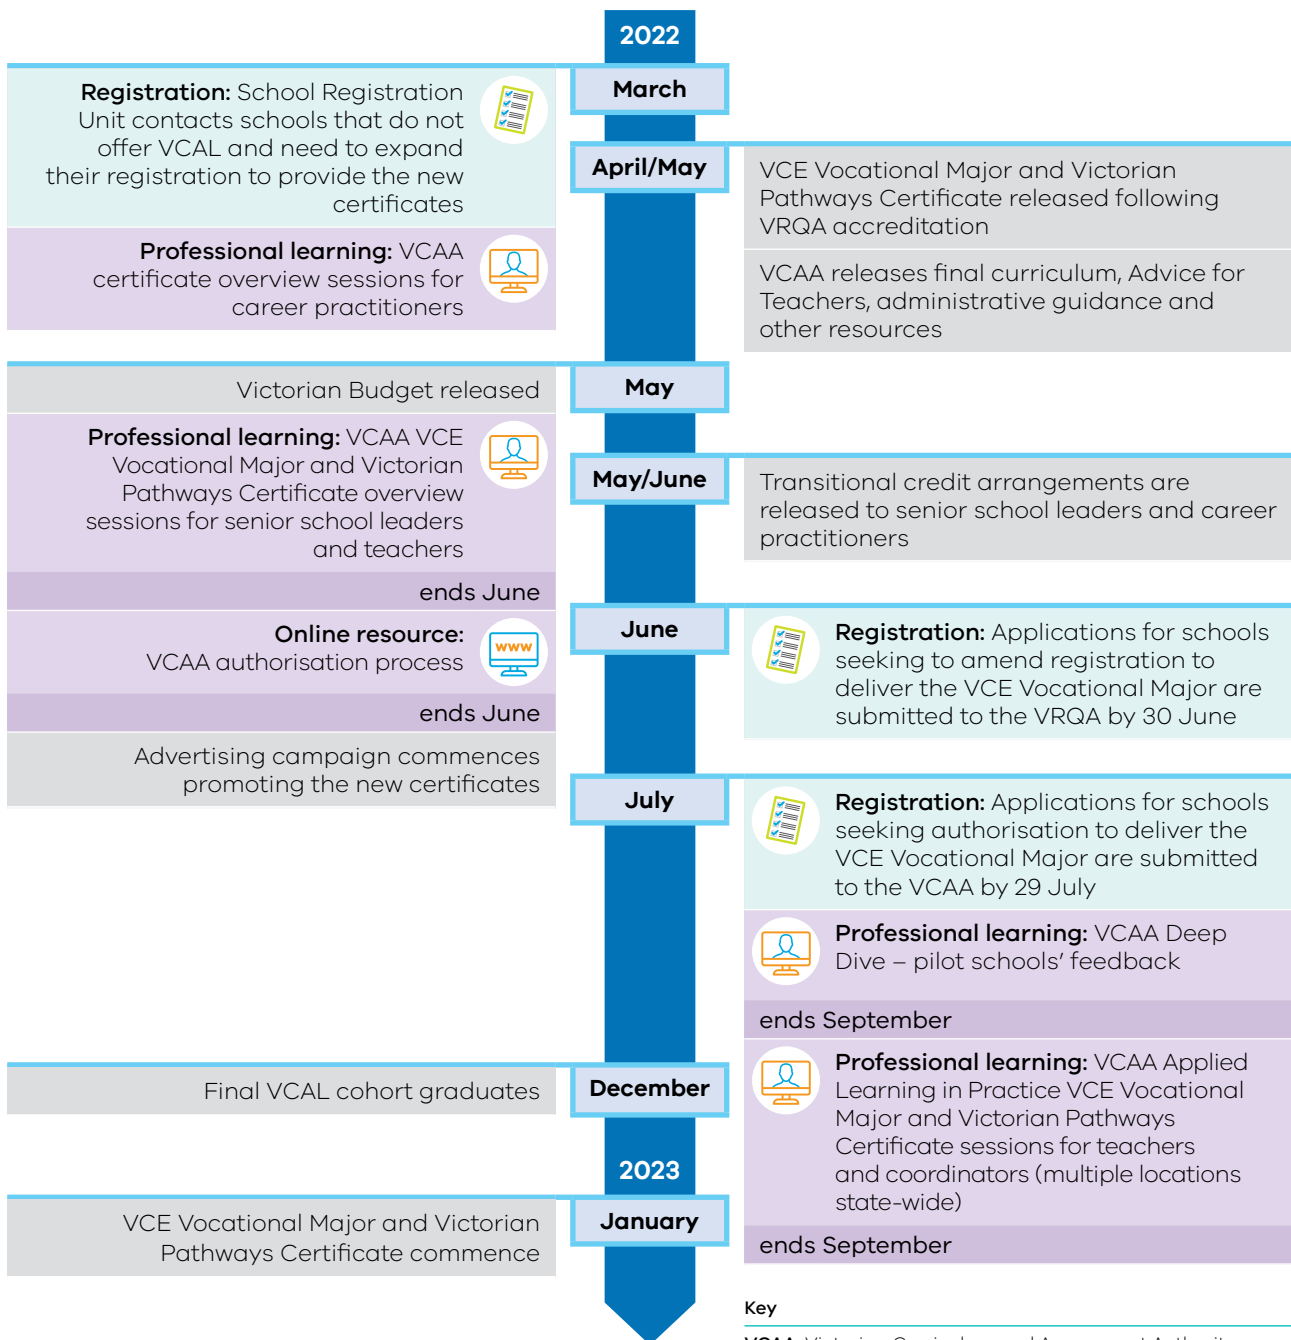 2022
March
Registration: School Registration
Unit contacts schools that do not
offer VCAL and need to expand
their registration to provide the new
certificates
Professional learning: VCAA
certificate overview sessions for
career practitioners
April/May
VCE Vocational Major and Victorian
Pathways Certificate released following
VRQA accreditation
VCAA releases final curriculum, Advice for
Teachers, administrative guidance and
other resources
May
Victorian Budget released
Professional learning: VCAA VCE
Vocational Major and Victorian
Pathways Certificate overview
sessions for senior school leaders
and teachers
ends June
Online resource:
www
VCAA authorisation process
ends June
Advertising campaign commences
promoting the new certificates
May/June
Transitional credit arrangements are
released to senior school leaders and career
practitioners
June
Registration: Applications for schools
seeking to amend registration to
deliver the VCE Vocational Major are
submitted to the VRQA by 30 June
July
Registration: Applications for schools
seeking authorisation to deliver the
VCE Vocational Major are submitted
to the VCAA by 29 July
Professional learning: VCAA Deep
Dive – pilot schools' feedback
ends September
Professional learning: VCAA Applied
Learning in Practice VCE Vocational
Major and Victorian Pathways
Certificate sessions for teachers
and coordinators (multiple locations
state-wide)
ends September
December
Final VCAL cohort graduates
2023
January
VCE Vocational Major and Victorian
Pathways Certificate commence
Key
VCAA Victorian Curriculum and Assessment Authority